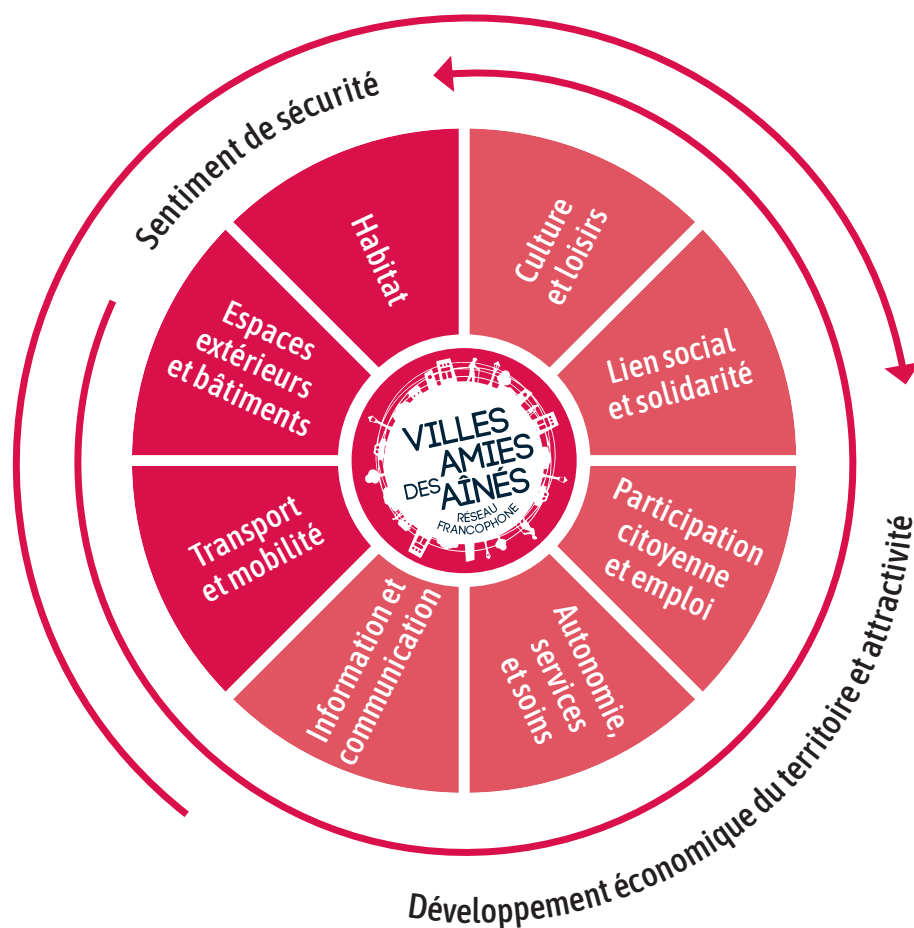 Sentiment de sécurité
Habitat
Culture
et loisirs
Espaces
extérieurs
et bâtiments
Lien social
et solidarité
VILLES
AMIES
DES AÎNÉS
RÉSEAU
FRANCOPHONE
Transport
et mobilité
Participation
citoyenne
et emploi
Information et
communication
Autonomie,
services
et soins
Développement économique du territoire et attractivité